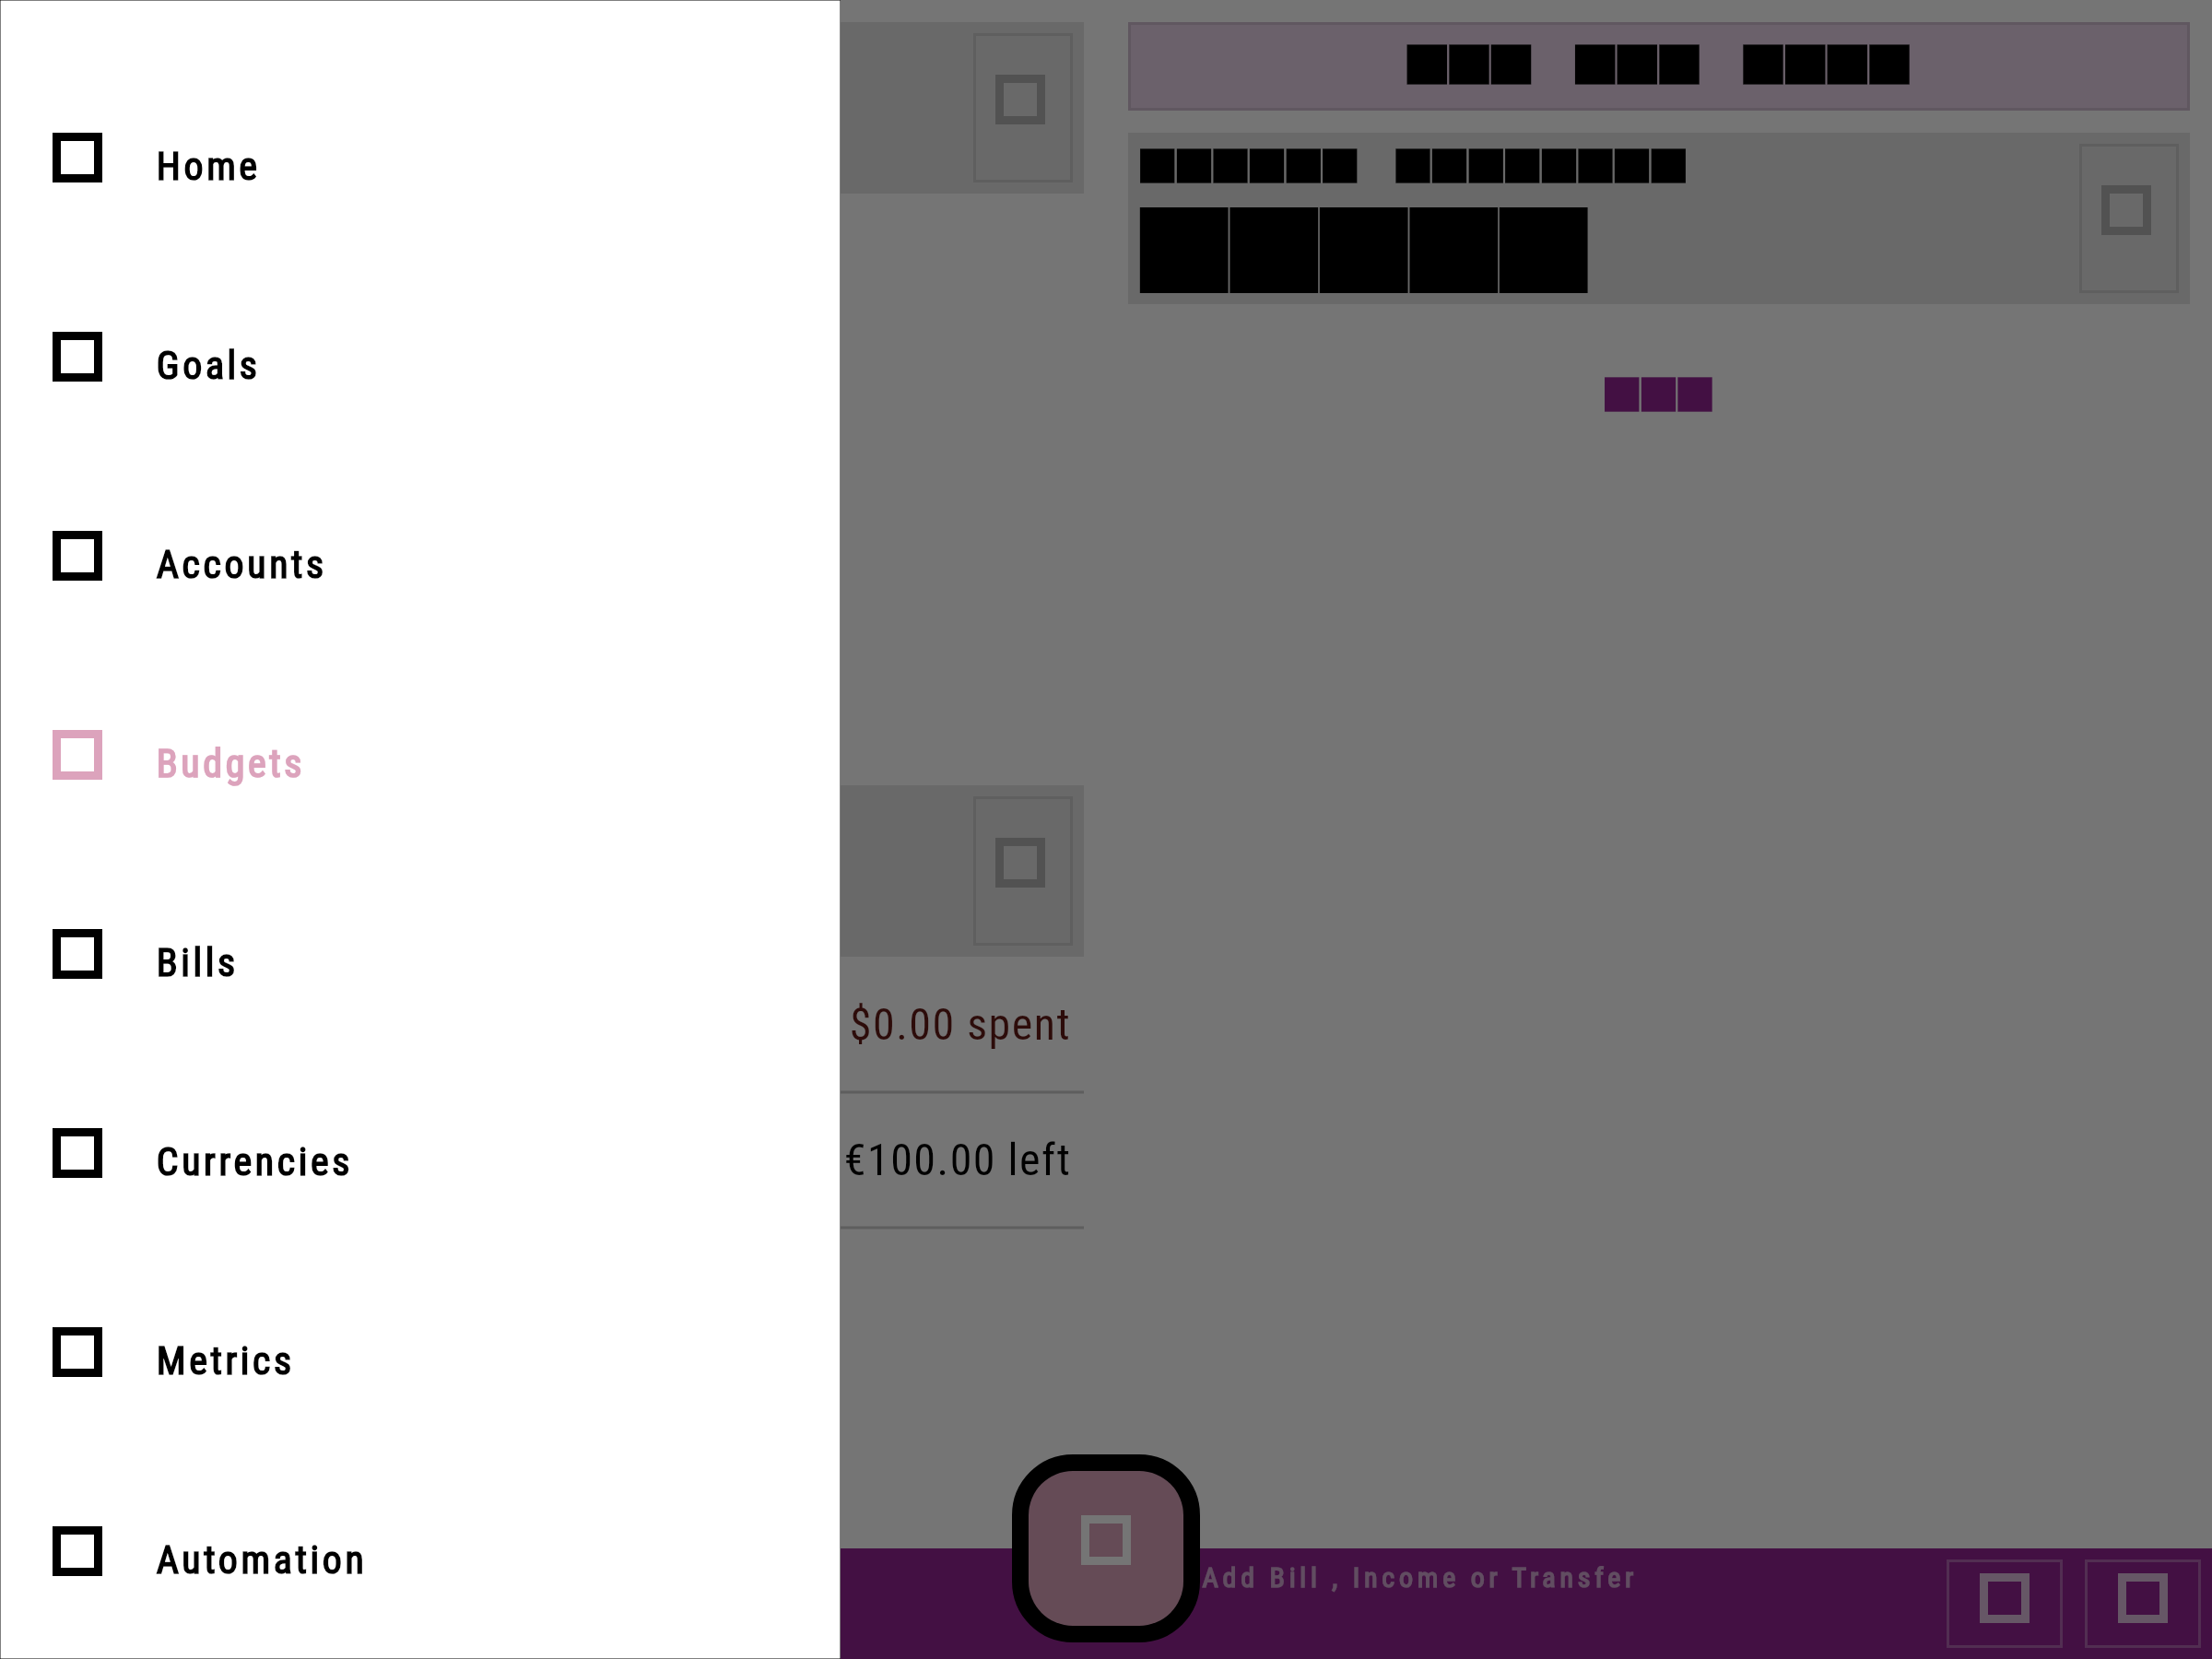 Home
Goals
Accounts
Budgets
Bills
Currencies
Metrics
Automation
$0.00 spent
€100.00 left
Add Bill , Income or Transfer